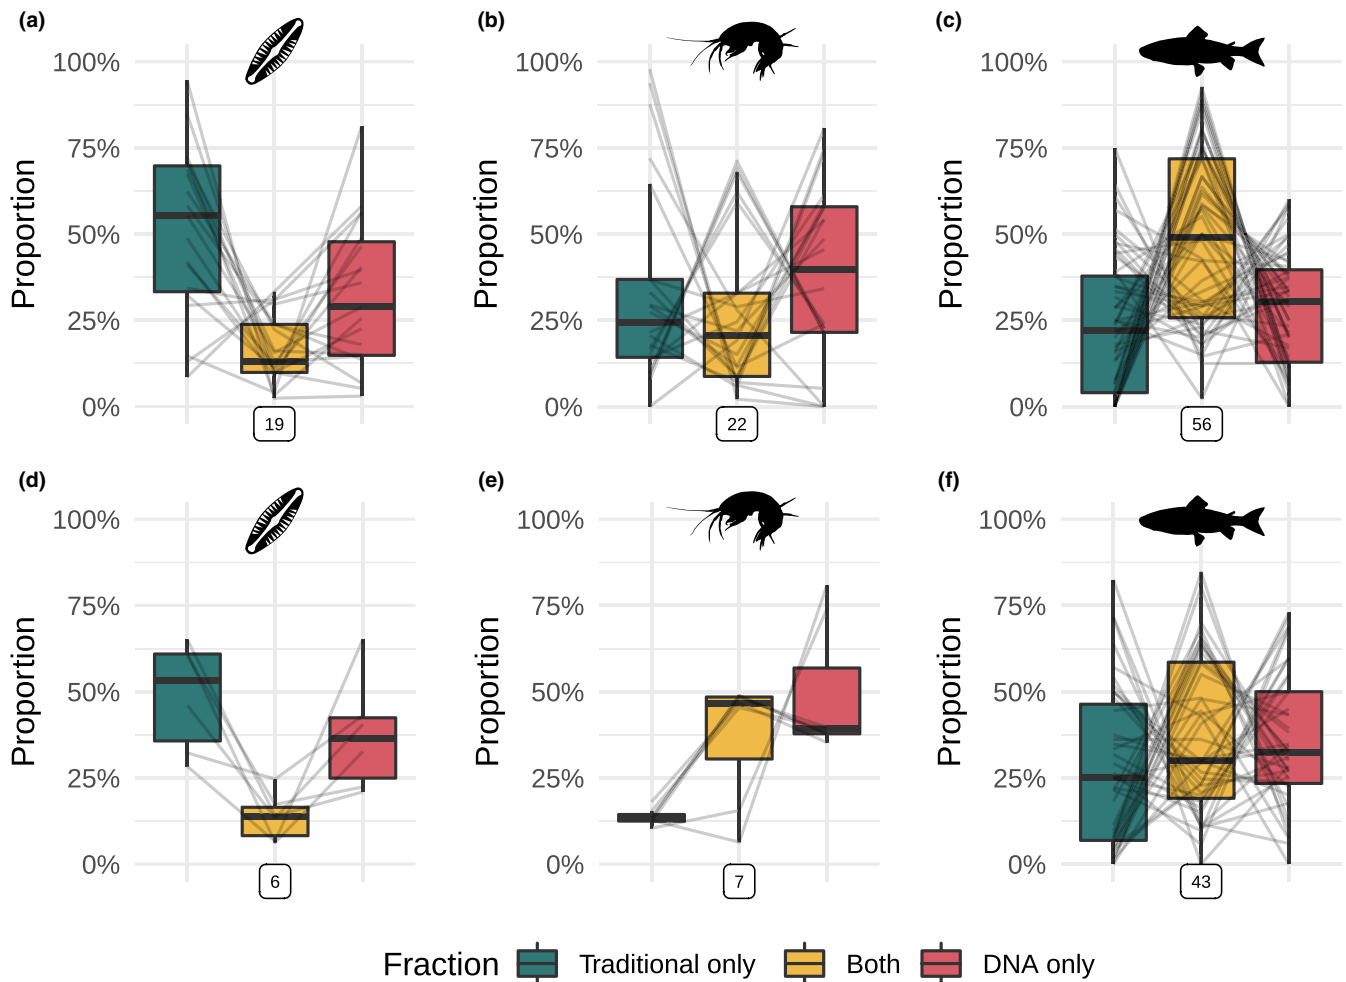 (a)
100%
75%
50%
25%
0%
Proportion
19
(b)
100%
75%
50%
25%
0%
Proportion
22
(c)
100%
75%
50%
25%
0%
Proportion
56
(d)
100%
75%
50%
25%
0%
Proportion
6
(e)
100%
75%
50%
25%
0%
Proportion
7
(f)
100%
75%
50%
25%
0%
Proportion
43
Fraction Traditional only Both DNA only